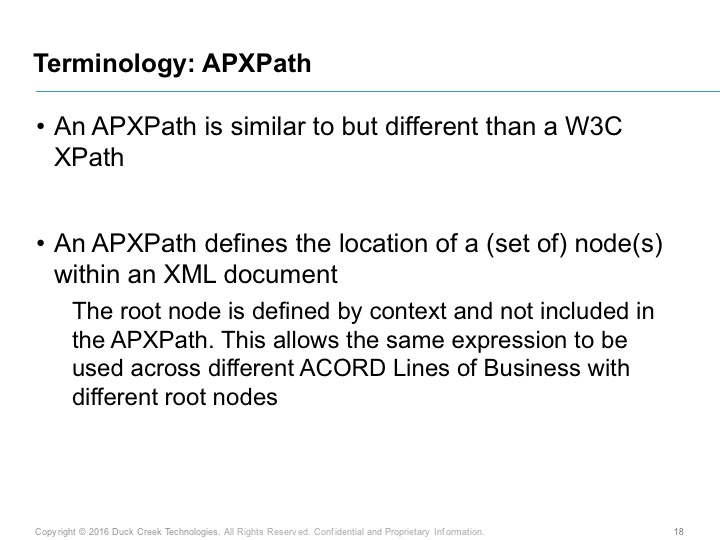 Terminology: APXPath
• An APXPath is similar to but different than a W3C
XPath
• An APXPath defines the location of a (set of) node(s)
within an XML document
The root node is defined by context and not included in
the APXPath. This allows the same expression to be
used across different ACORD Lines of Business with
different root nodes
Copyright © 2016 Duck Creek Technologies. All Rights Reserved. Confidential and Proprietary Information.
18